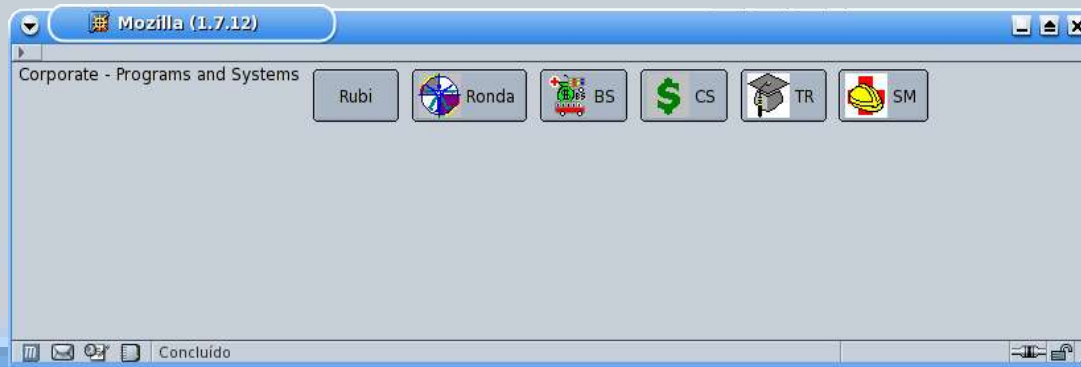 Mozilla (1.7.12)
Corporate - Programs and Systems Rubi Ronda BS CS TR SM
Concluído